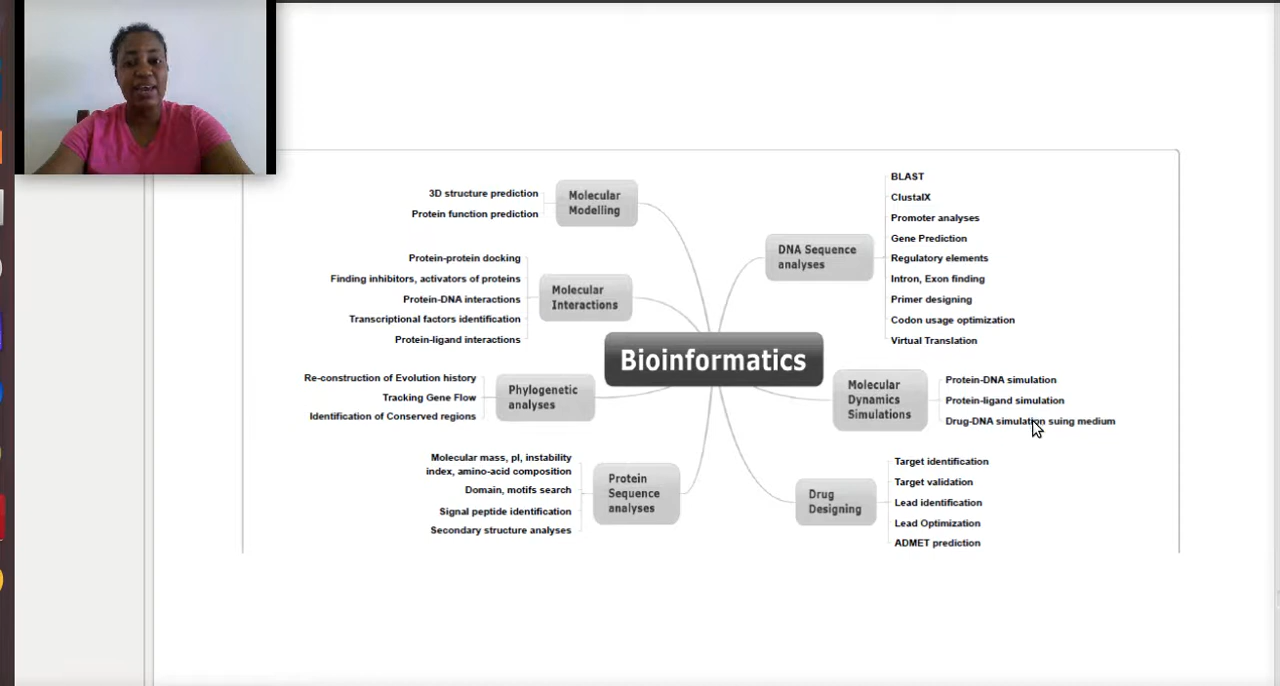 3D structure prediction
Protein function prediction
Molecular
Modelling
Protein-protein docking
Finding inhibitors, activators of proteins
Protein-DNA interactions
Transcriptional factors identification
Protein-ligand interactions
Molecular
Interactions
Re-construction of Evolution history
Tracking Gene Flow
Identification of Conserved regions
Phylogenetic
analyses
Molecular mass, pI, instability
index, amino-acid composition
Domain, motifs search
Signal peptide identification
Secondary structure analyses
Protein
Sequence
analyses
Bioinformatics
DNA Sequence
analyses
BLAST
ClustalX
Promoter analyses
Gene Prediction
Regulatory elements
Intron, Exon finding
Primer designing
Codon usage optimization
Virtual Translation
Molecular
Dynamics
Simulations
Protein-DNA simulation
Protein-ligand simulation
Drug-DNA simulation suing medium
Drug
Designing
Target identification
Target validation
Lead identification
Lead Optimization
ADMET prediction